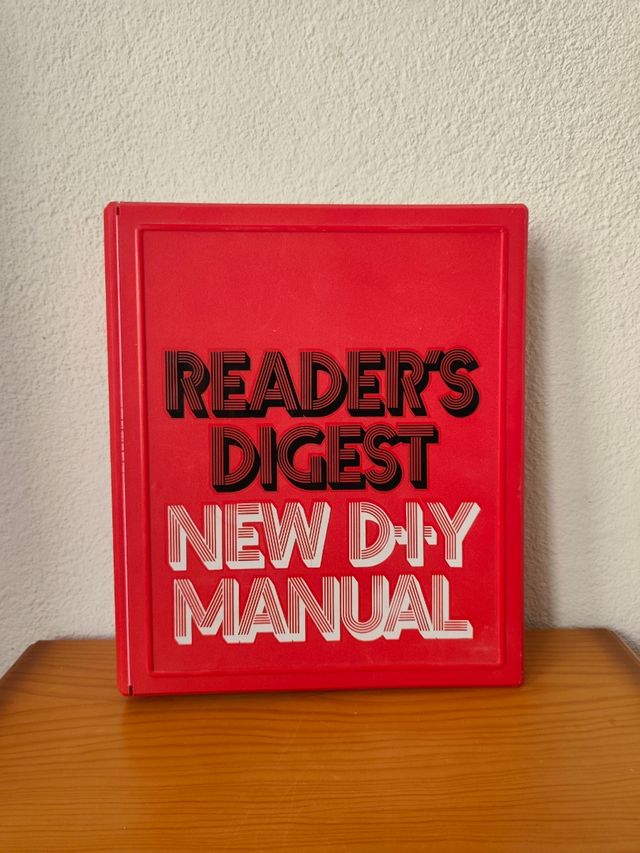 READER'S
DIGEST
NEW D-I-Y
MANUAL